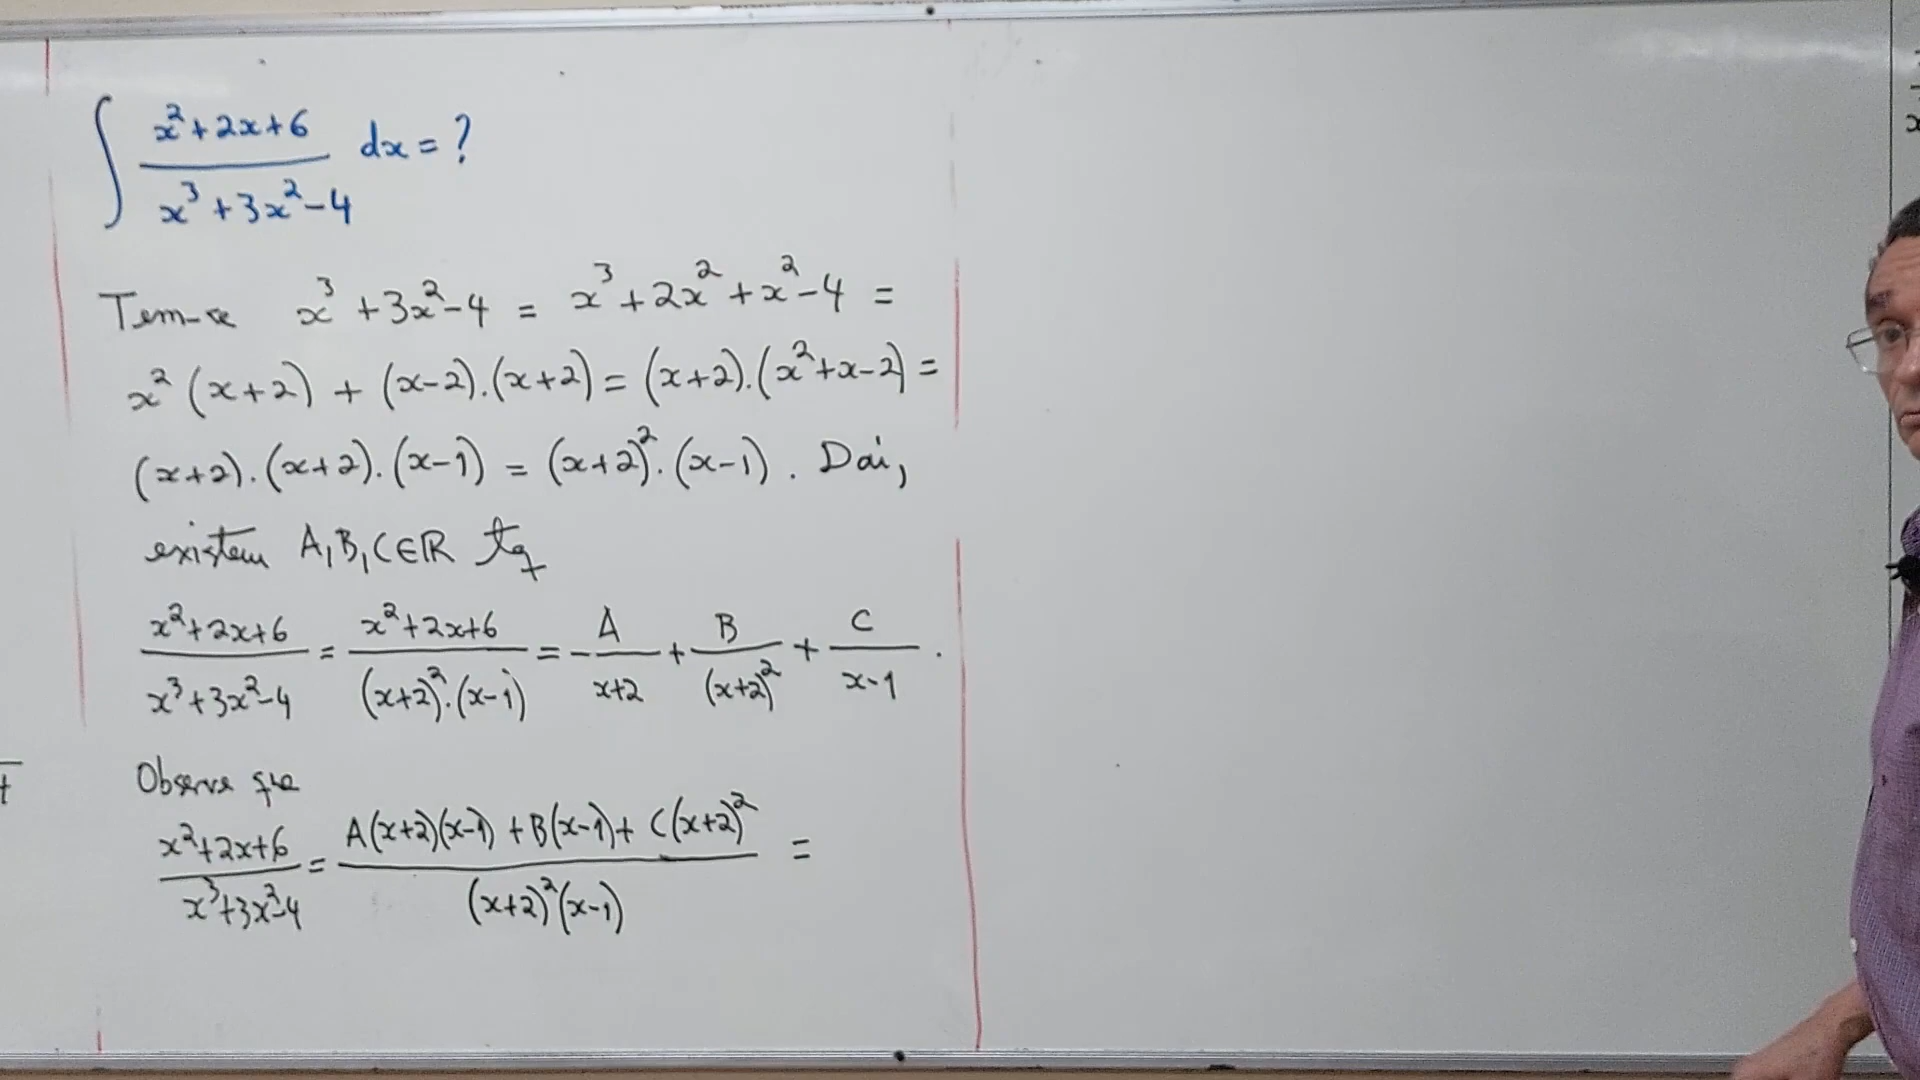 ∫ (x²+2x+6)/(x³+3x²-4) dx = ?
Tem-se x³+3x²-4 = x³+2x²+x²-4 =
x²(x+2) + (x-2).(x+2) = (x+2).(x²+x-2) =
(x+2).(x+2).(x-1) = (x+2)².(x-1). Daí,
existem A,B,C∈ℝ tq
(x²+2x+6)/(x³+3x²-4) = (x²+2x+6)/((x+2)².(x-1)) = A/(x+2) + B/(x+2)² + C/(x-1).
Observe que
(x²+2x+6)/(x³+3x²-4) = (A(x+2)(x-1)+B(x-1)+C(x+2)²)/((x+2)²(x-1)) =